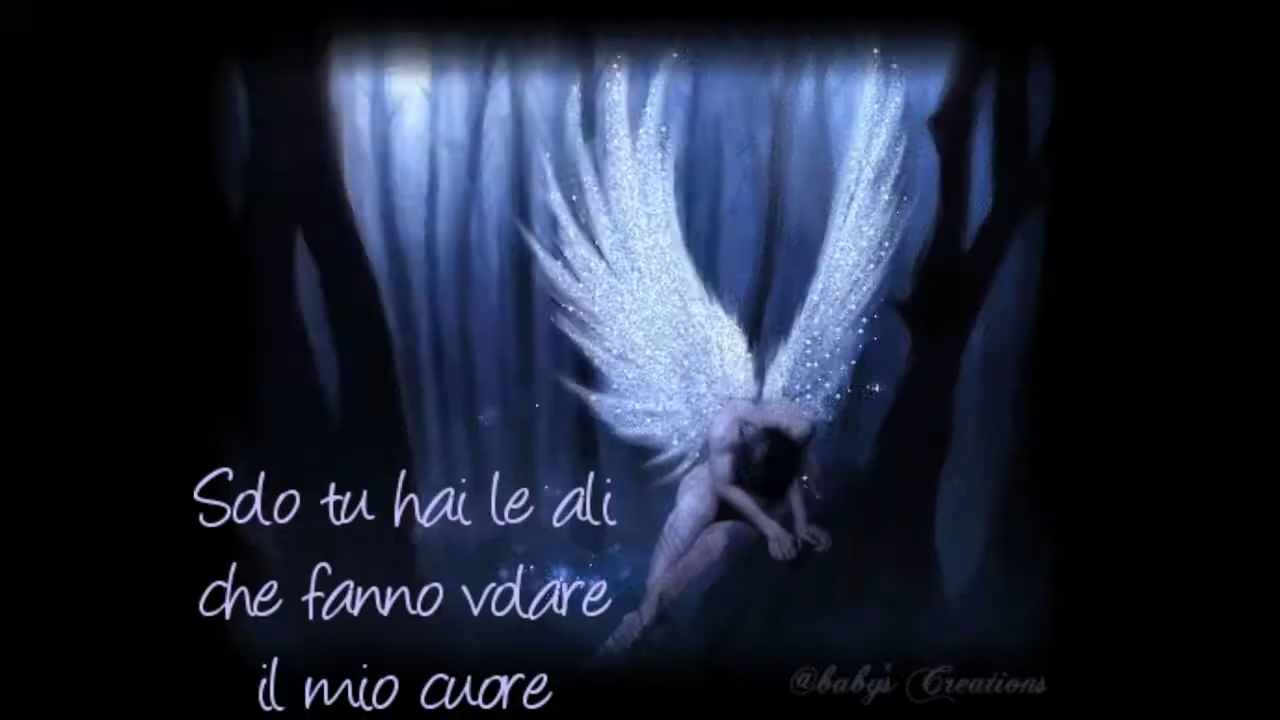 Solo tu hai le ali
che fanno volare
il mio cuore
@baby's Creations